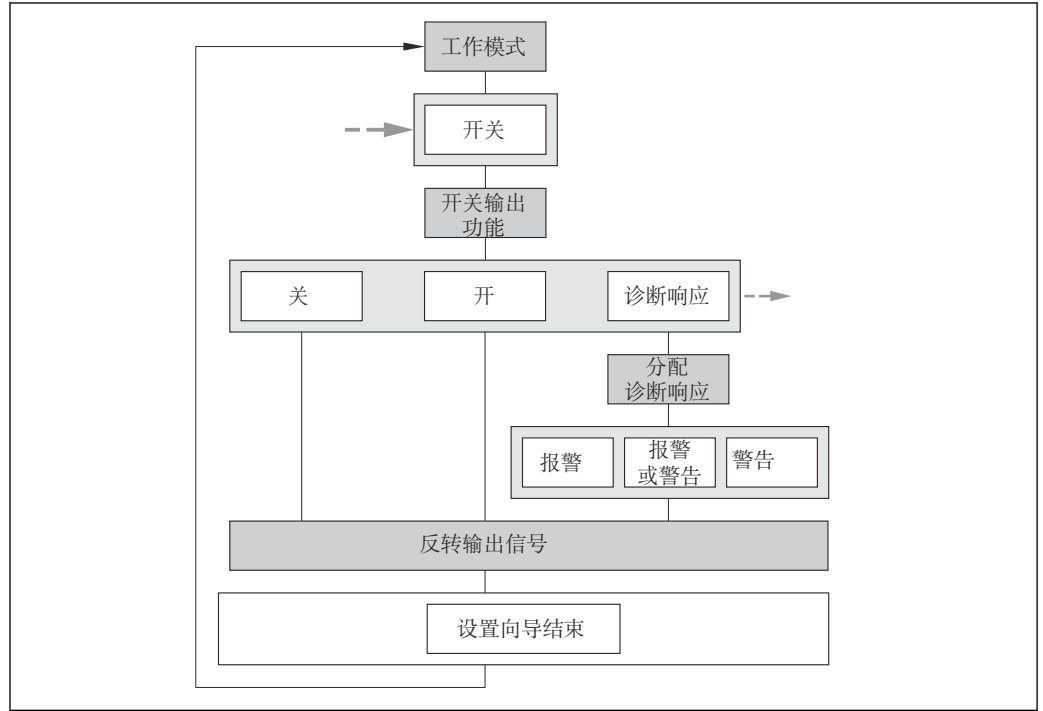 工作模式
开关
开关输出
功能
关
开
诊断响应
分配
诊断响应
报警
报警
或警告
警告
反转输出信号
设置向导结束